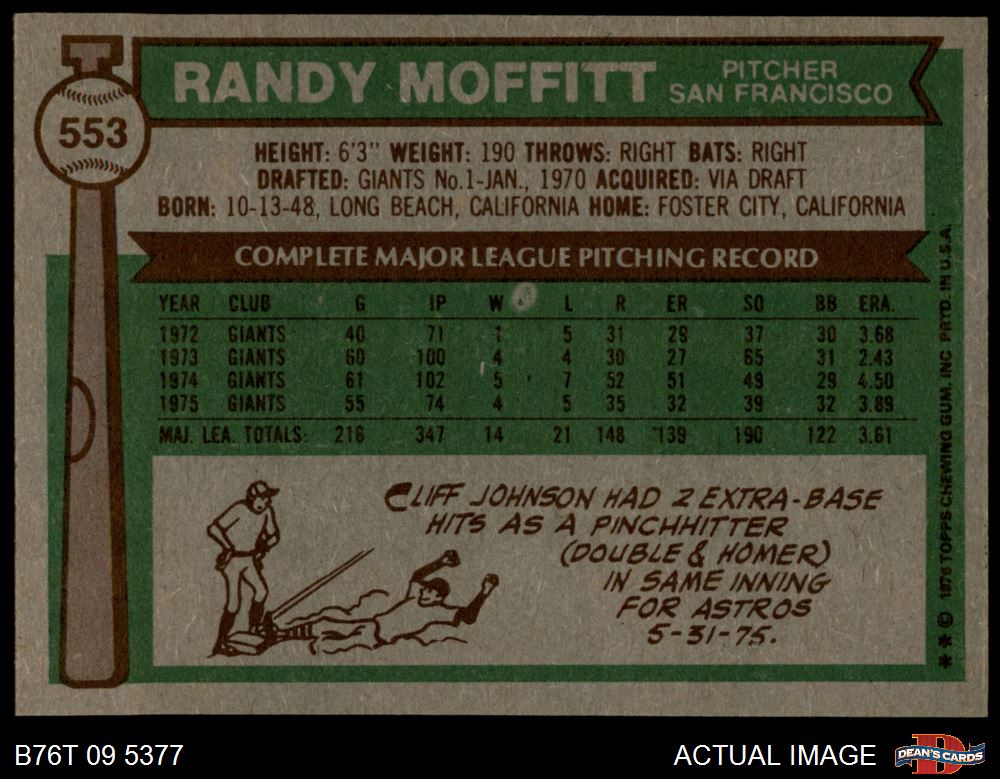 553
RANDY MOFFITT
PITCHER
SAN FRANCISCO
HEIGHT: 6'3" WEIGHT: 190 THROWS: RIGHT BATS: RIGHT
DRAFTED: GIANTS No.1-JAN., 1970 ACQUIRED: VIA DRAFT
BORN: 10-13-48, LONG BEACH, CALIFORNIA HOME: FOSTER CITY, CALIFORNIA
COMPLETE MAJOR LEAGUE PITCHING RECORD
YEAR CLUB G IP W L R ER SO BB ERA.
1972 GIANTS 40 71 1 5 31 29 37 30 3.68
1973 GIANTS 60 100 4 4 30 27 65 31 2.43
1974 GIANTS 61 102 5 7 52 51 49 29 4.50
1975 GIANTS 55 74 4 5 35 32 39 32 3.89
MAJ. LEA. TOTALS: 216 347 14 21 148 139 190 122 3.61
CLIFF JOHNSON HAD 2 EXTRA-BASE
HITS AS A PINCHHITTER
(DOUBLE & HOMER)
IN SAME INNING
FOR ASTROS
5-31-75.
* * © 1976 TOPPS CHEWING GUM, INC PRTD. IN U.S.A.
B76T 09 5377
ACTUAL IMAGE
D
DEAN'S CARDS